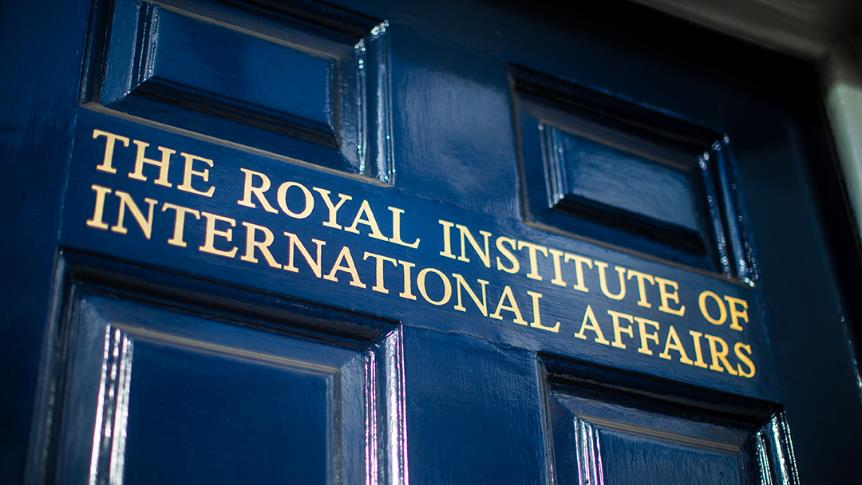 THE ROYAL INSTITUTE OF
INTERNATIONAL AFFAIRS